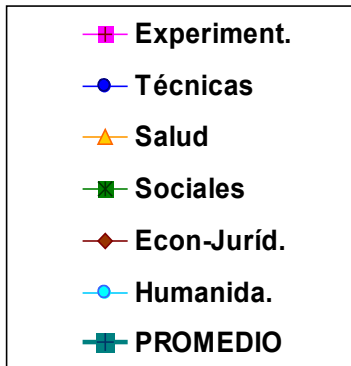 Experiment.
Técnicas
Salud
Sociales
Econ-Juríd.
Humanida.
PROMEDIO